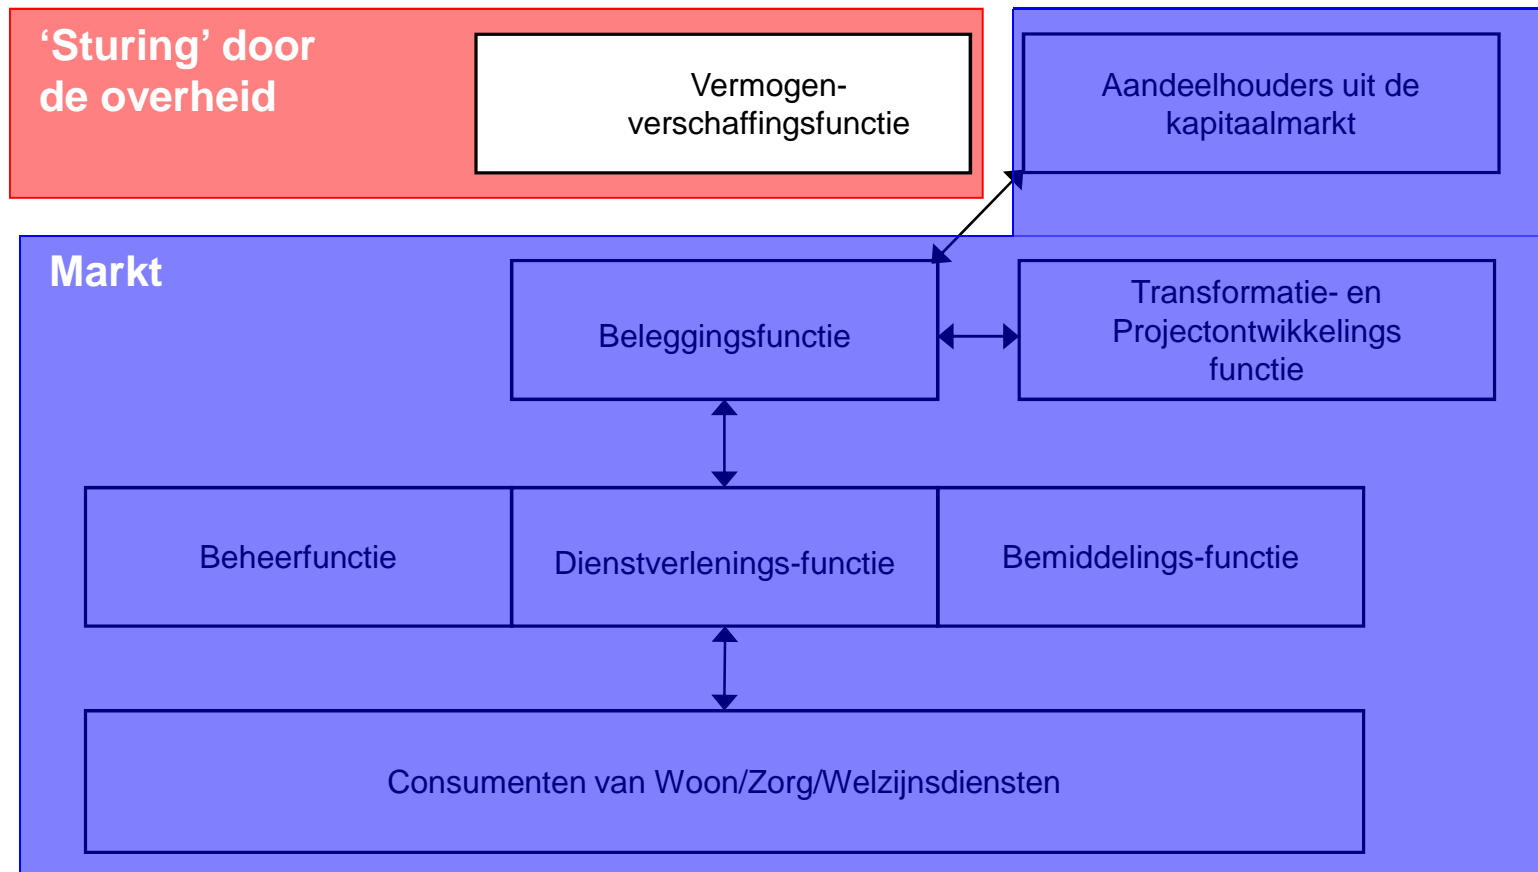 ‘Sturing’ door
de overheid
Vermogen-
verschaffingsfunctie
Aandeelhouders uit de
kapitaalmarkt
Markt
Beleggingsfunctie
Transformatie- en
Projectontwikkelings
functie
Beheerfunctie
Dienstverlenings-functie
Bemiddelings-functie
Consumenten van Woon/Zorg/Welzijnsdiensten